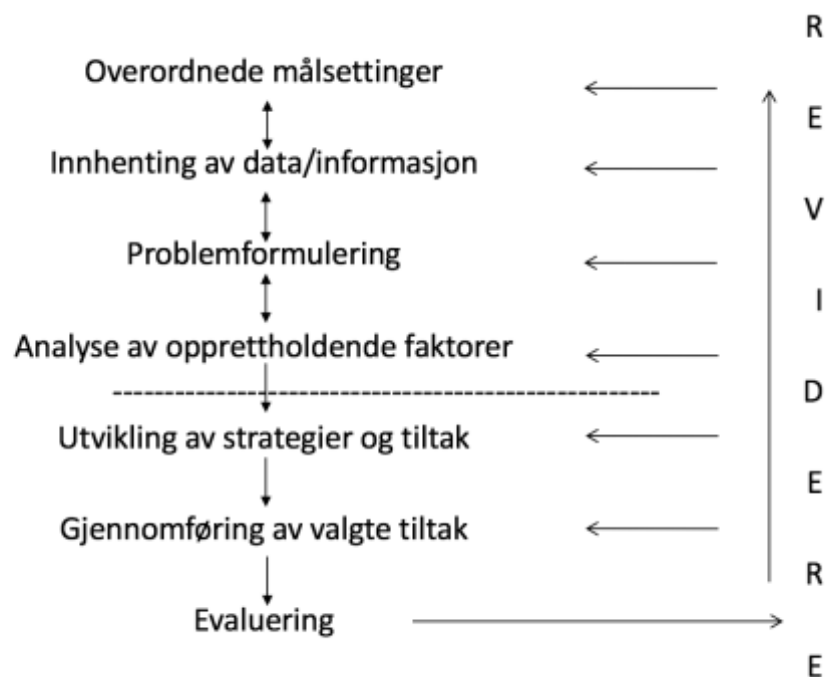 Overordnede målsettinger
Innhenting av data/informasjon
Problemformulering
Analyse av opprettholdende faktorer
Utvikling av strategier og tiltak
Gjennomføring av valgte tiltak
Evaluering
R
E
V
I
D
E
R
E